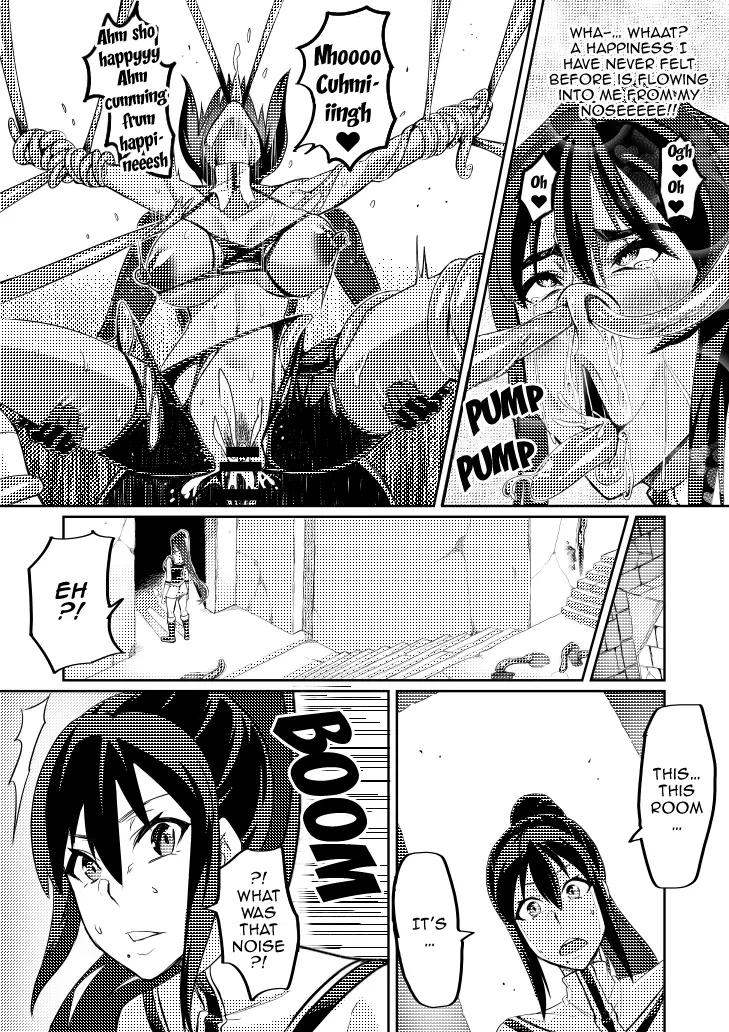 WHA-... WHAAT?
A HAPPINESS I
HAVE NEVER FELT
BEFORE IS FLOWING
INTO ME FROM MY
NOSEEEEE!!
Ogh
♥
Oh
♥
Oh
♥
PUMP
PUMP
Nhoooo
Cuhmi-
iiingh
♥
Ahm sho
happyyy
Ahm
cumming
frum
happi-
neeesh
EH
?!
THIS...
THIS
ROOM
...
IT'S
...
BOOM
?!
WHAT
WAS
THAT
NOISE
?!